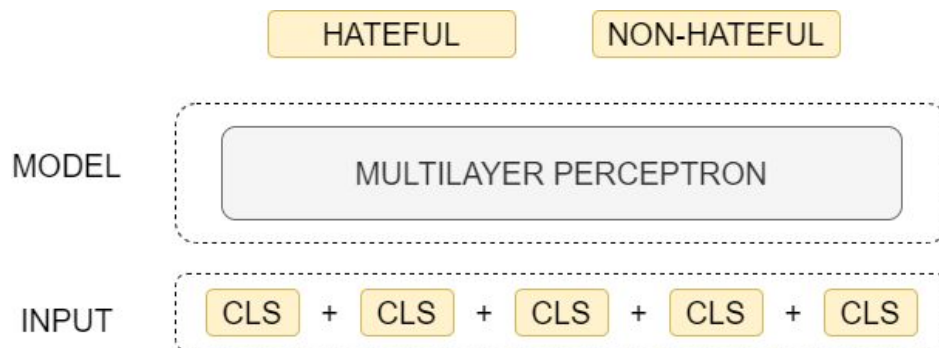 HATEFUL NON-HATEFUL
MODEL MULTILAYER PERCEPTRON
INPUT CLS + CLS + CLS + CLS + CLS